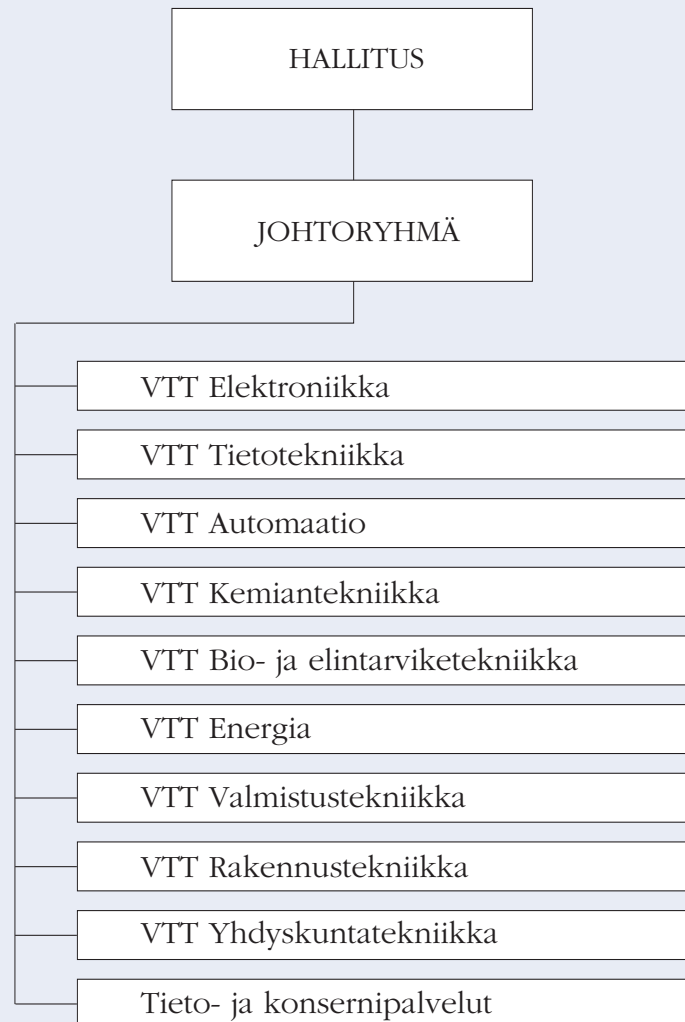 HALLITUS
JOHTORYHMÄ
VTT Elektroniikka
VTT Tietotekniikka
VTT Automaatio
VTT Kemiantekniikka
VTT Bio- ja elintarviketekniikka
VTT Energia
VTT Valmistustekniikka
VTT Rakennustekniikka
VTT Yhdyskuntatekniikka
Tieto- ja konsernipalvelut